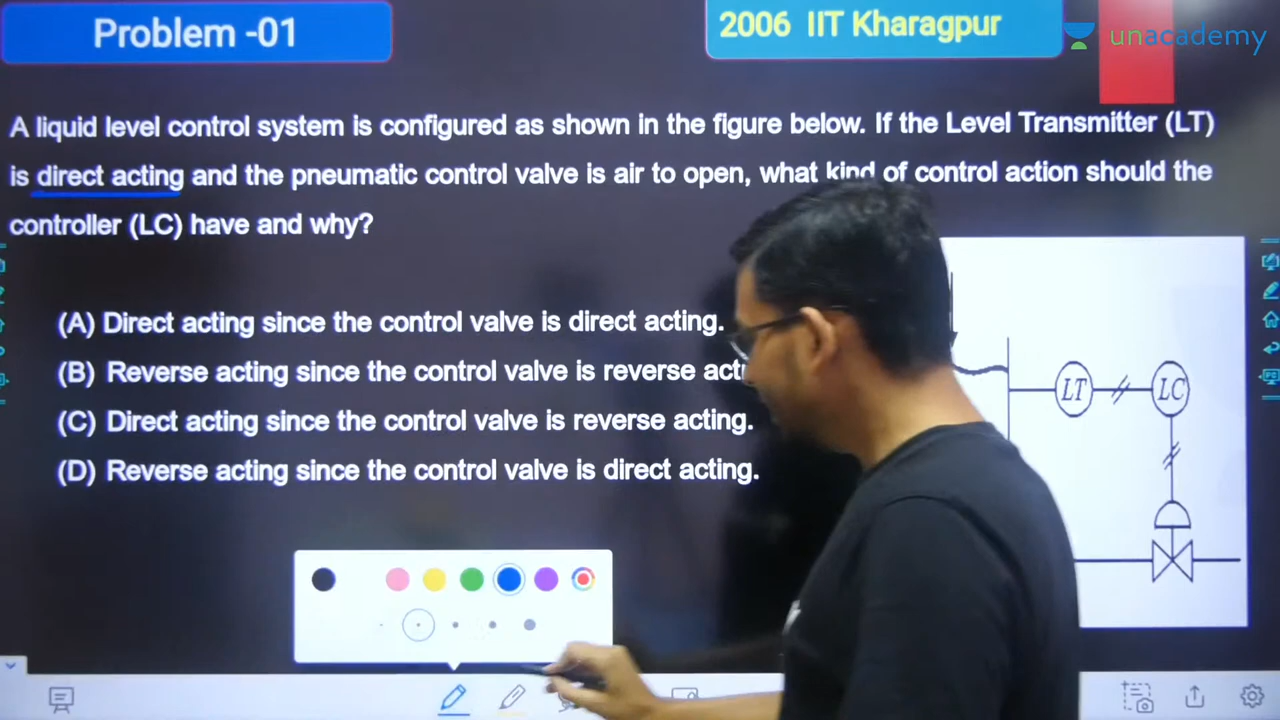 Problem -01
2006 IIT Kharagpur
unacademy
A liquid level control system is configured as shown in the figure below. If the Level Transmitter (LT)
is direct acting and the pneumatic control valve is air to open, what kind of control action should the
controller (LC) have and why?
(A) Direct acting since the control valve is direct acting.
(B) Reverse acting since the control valve is reverse
(C) Direct acting since the control valve is reverse acting.
(D) Reverse acting since the control valve is direct acting.
LT
LC